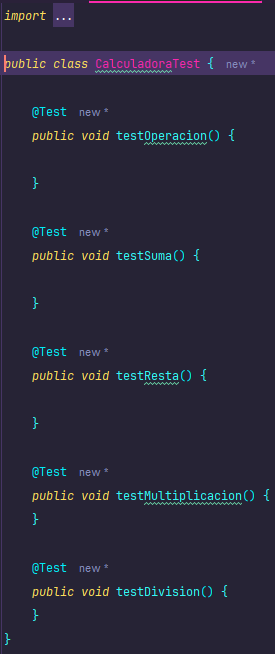 import ...
public class CalculadoraTest { new *
@Test new *
public void testOperacion() {
}
@Test new *
public void testSuma() {
}
@Test new *
public void testResta() {
}
@Test new *
public void testMultiplicacion() {
}
@Test new *
public void testDivision() {
}
}